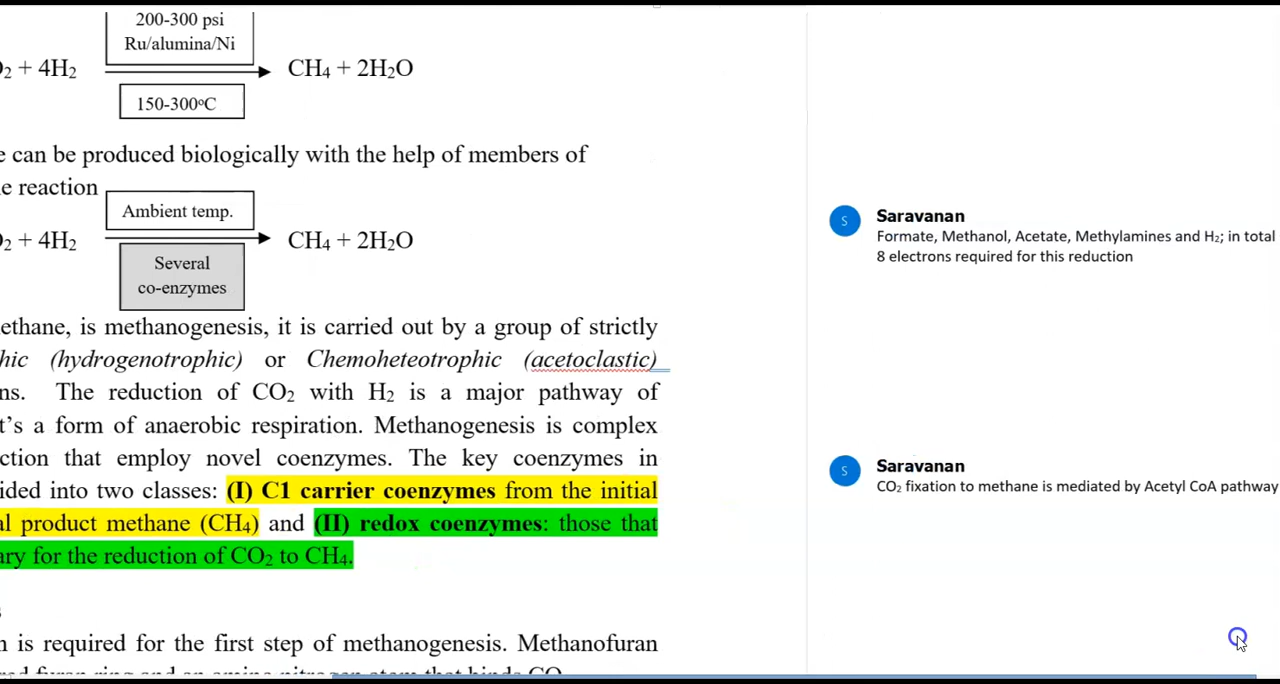 200-300 psi
Ru/alumina/Ni
O₂ + 4H₂ CH₄ + 2H₂O
150-300°C
e can be produced biologically with the help of members of
e reaction
Ambient temp.
O₂ + 4H₂ CH₄ + 2H₂O
Several
co-enzymes
ethane, is methanogenesis, it is carried out by a group of strictly
hic (hydrogenotrophic) or Chemoheteotrophic (acetoclastic)
ns. The reduction of CO₂ with H₂ is a major pathway of
t’s a form of anaerobic respiration. Methanogenesis is complex
ction that employ novel coenzymes. The key coenzymes in
ided into two classes: (I) C1 carrier coenzymes from the initial
al product methane (CH₄) and (II) redox coenzymes: those that
ary for the reduction of CO₂ to CH₄.
n is required for the first step of methanogenesis. Methanofuran
S
Saravanan
Formate, Methanol, Acetate, Methylamines and H₂; in total
8 electrons required for this reduction
S
Saravanan
CO₂ fixation to methane is mediated by Acetyl CoA pathway